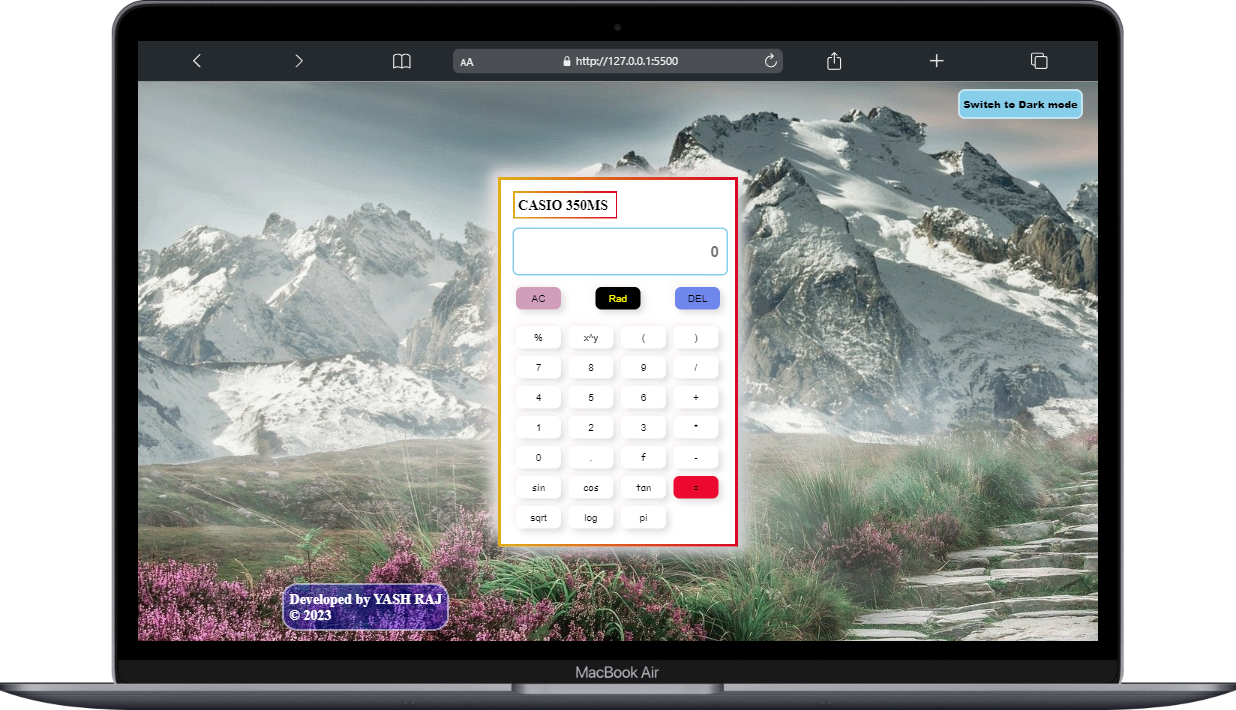 AA http://127.0.0.1:5500
Switch to Dark mode
CASIO 350MS
0
AC Rad DEL
% x^y ( )
7 8 9 /
4 5 6 +
1 2 3 *
0 . f -
sin cos tan =
sqrt log pi
Developed by YASH RAJ
© 2023
MacBook Air